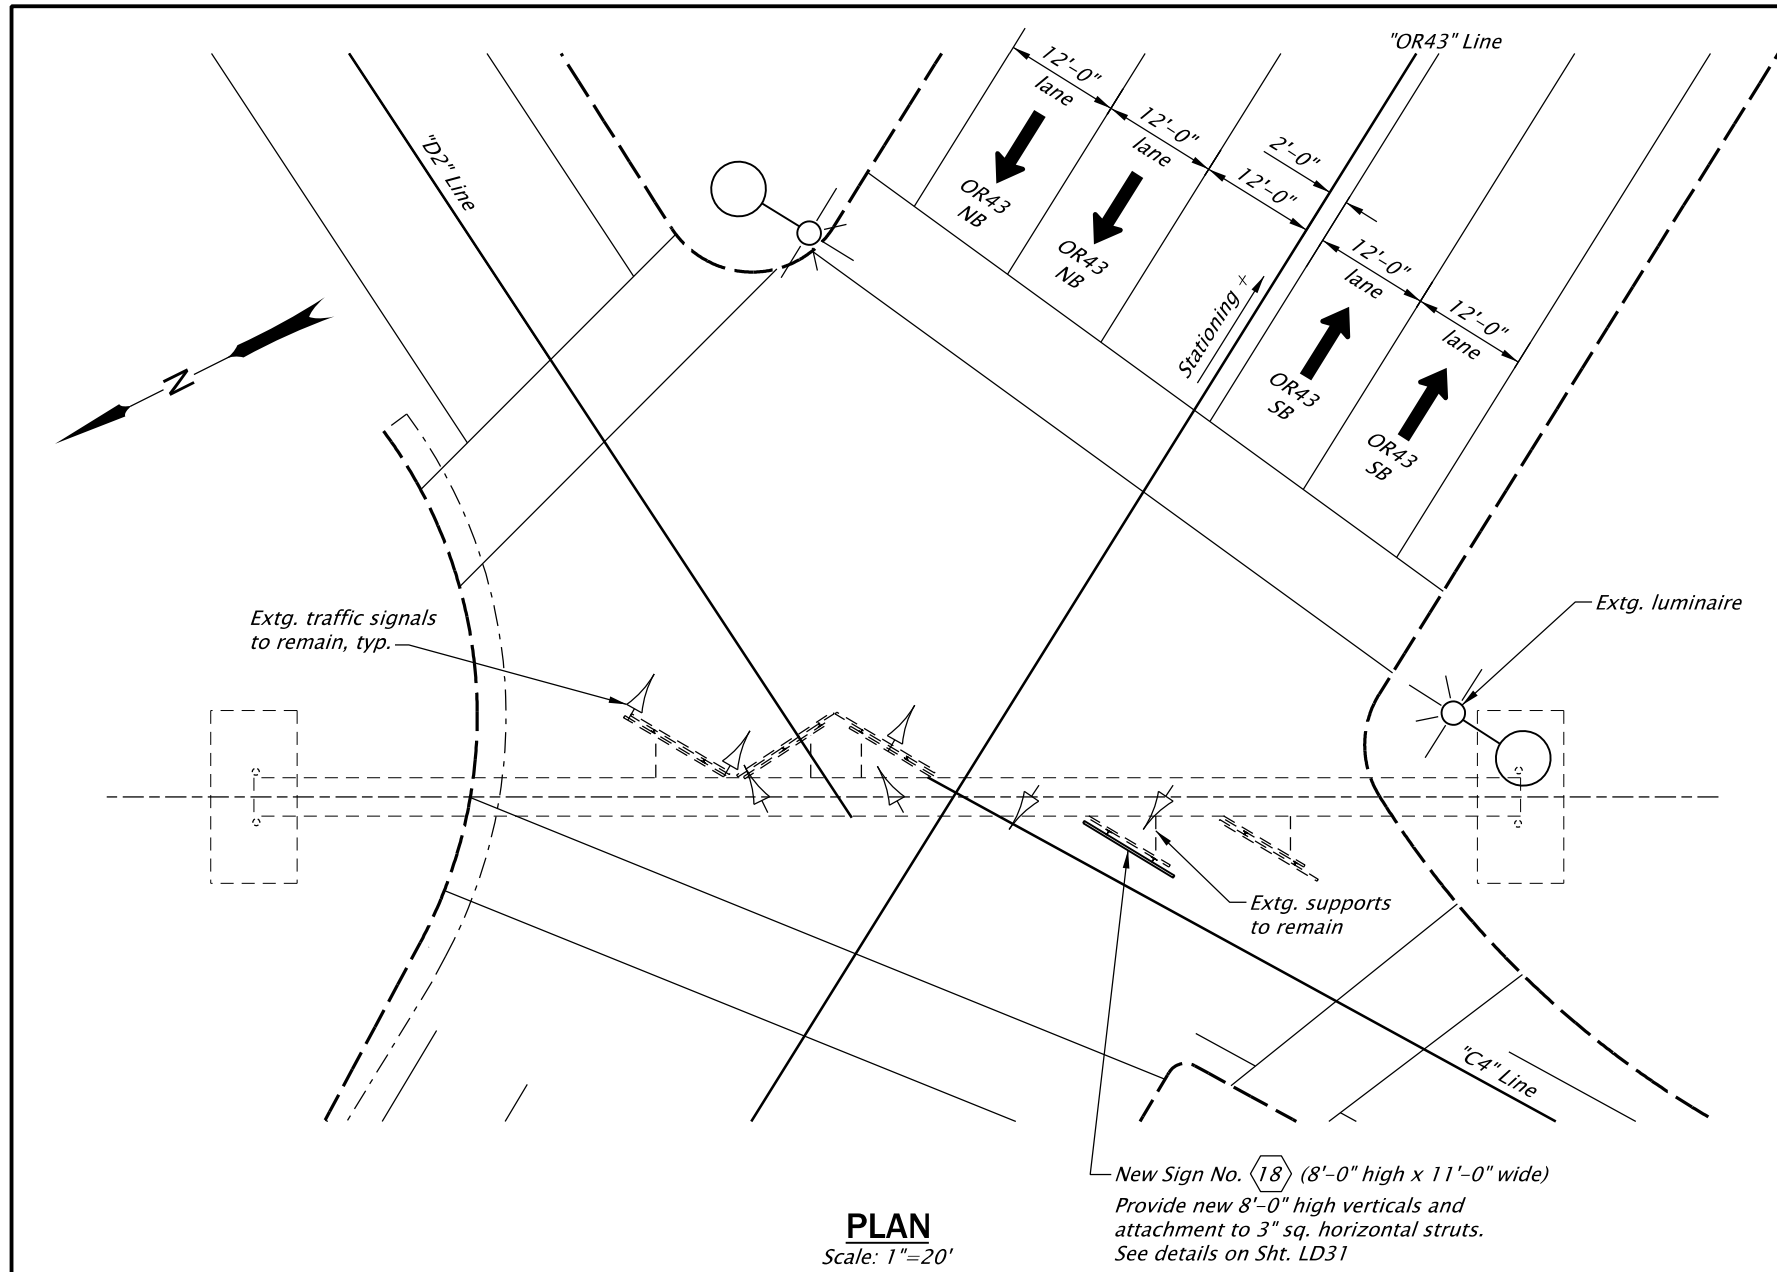 "OR43" Line
12'-0"
lane
12'-0"
lane
2'-0"
12'-0"
"D2" Line
OR43
NB
OR43
NB
12'-0"
lane
12'-0"
lane
Stationing +
OR43
SB
OR43
SB
N
Extg. traffic signals
to remain, typ.
Extg. luminaire
Extg. supports
to remain
"C4" Line
New Sign No. 18 (8'-0" high x 11'-0" wide)
Provide new 8'-0" high verticals and
attachment to 3" sq. horizontal struts.
See details on Sht. LD31
PLAN
Scale: 1"=20'